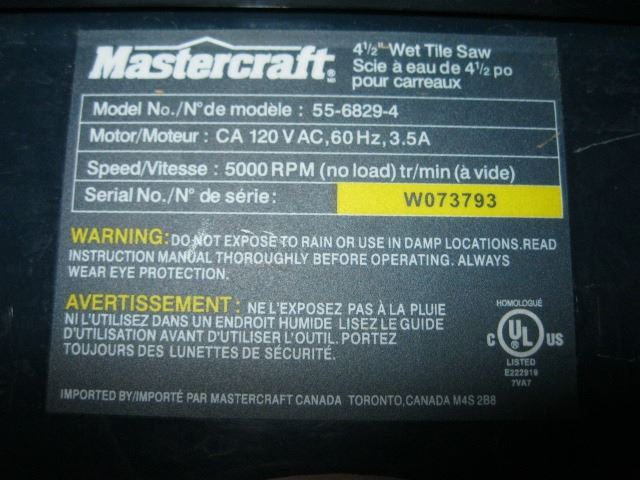 Mastercraft
4 1/2" Wet Tile Saw
Scie à eau de 4 1/2 po
pour carreaux
Model No./N° de modèle : 55-6829-4
Motor/Moteur : CA 120 V AC, 60 Hz, 3.5A
Speed/Vitesse : 5000 RPM (no load) tr/min (à vide)
Serial No./N° de série : W073793
WARNING: DO NOT EXPOSE TO RAIN OR USE IN DAMP LOCATIONS.READ
INSTRUCTION MANUAL THOROUGHLY BEFORE OPERATING. ALWAYS
WEAR EYE PROTECTION.
AVERTISSEMENT : NE L'EXPOSEZ PAS À LA PLUIE
NI L'UTILISEZ DANS UN ENDROIT HUMIDE LISEZ LE GUIDE
D'UTILISATION AVANT D'UTILISER L'OUTIL. PORTEZ
TOUJOURS DES LUNETTES DE SÉCURITÉ.
HOMOLOGUÉ
C UL US
LISTED
E222919
7VA7
IMPORTED BY/IMPORTÉ PAR MASTERCRAFT CANADA TORONTO,CANADA M4S 2B8